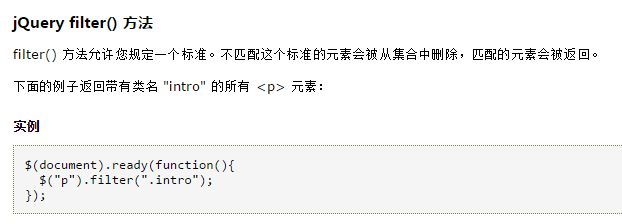 jQuery filter() 方法
filter() 方法允许您规定一个标准。不匹配这个标准的元素会被从集合中删除，匹配的元素会被返回。
下面的例子返回带有类名 "intro" 的所有 <p> 元素：
实例
$(document).ready(function(){
  $("p").filter(".intro");
});